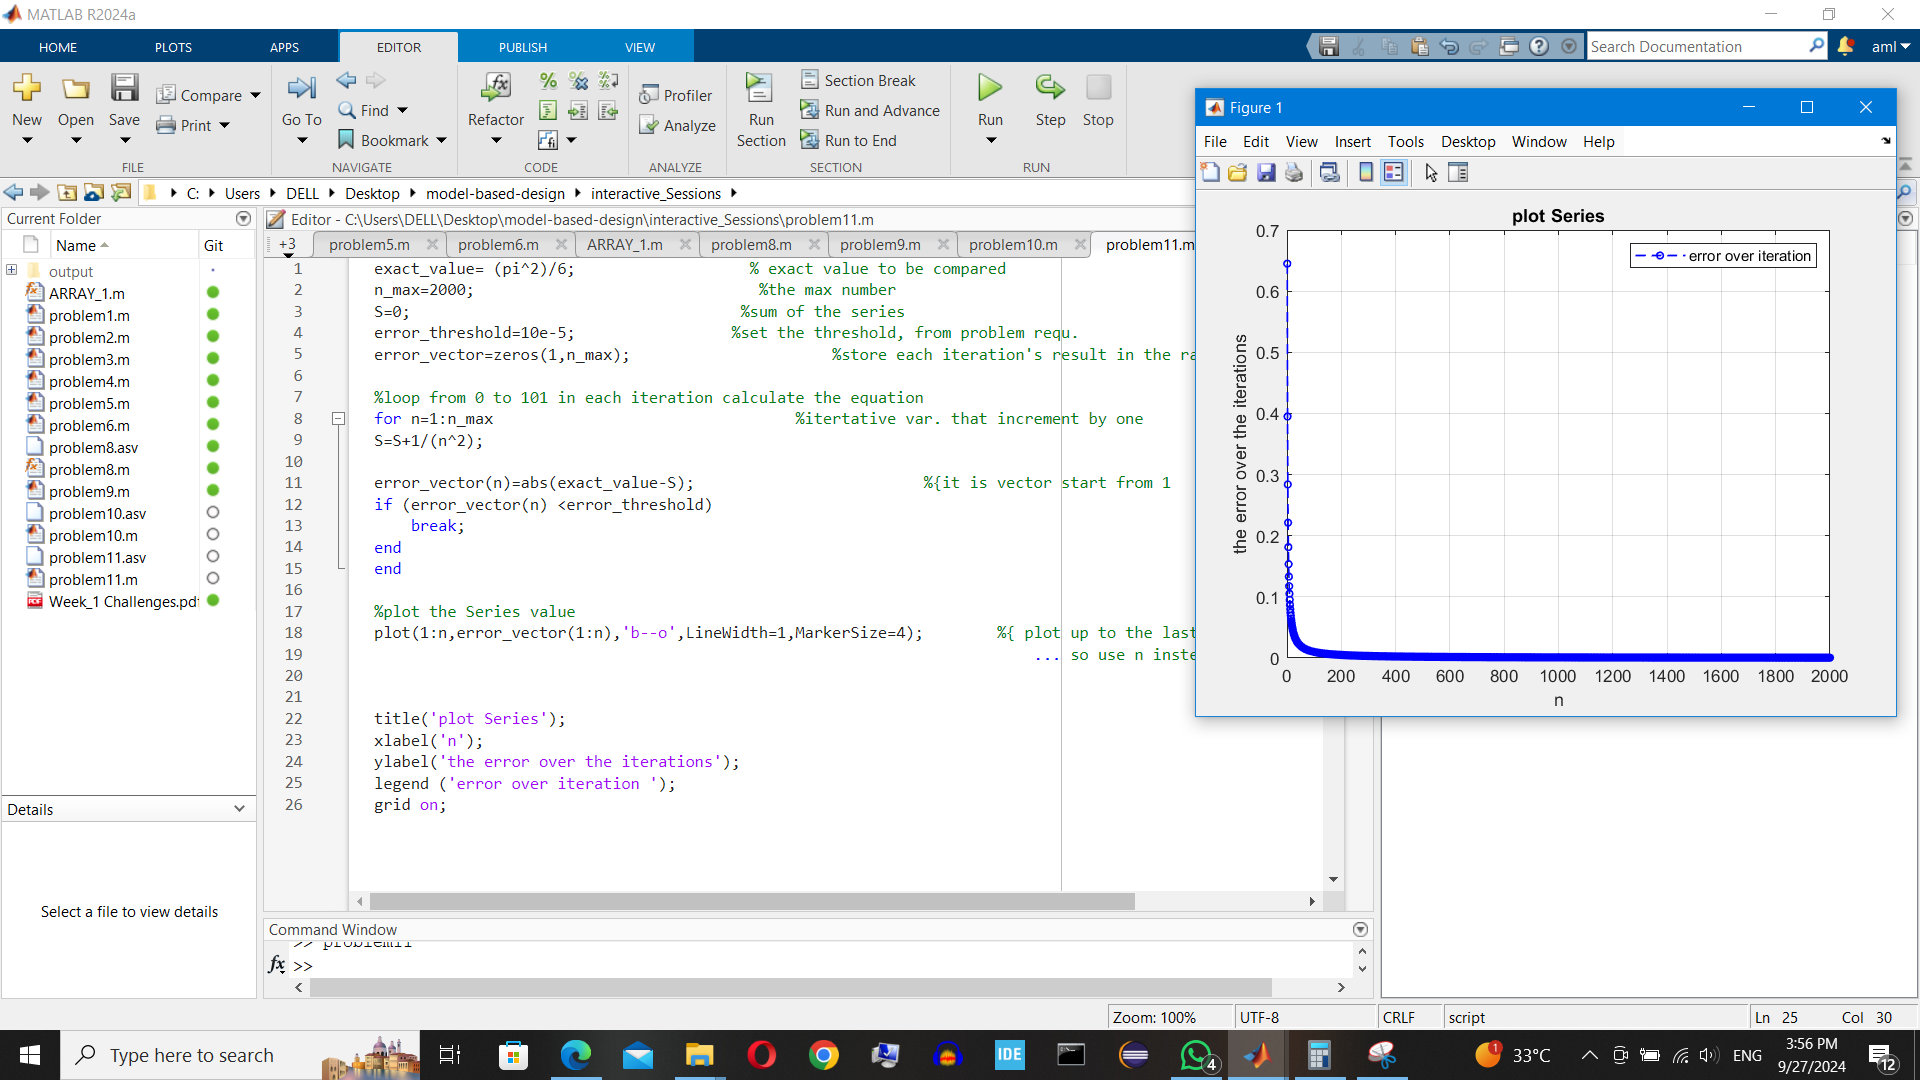 MATLAB R2024a
HOME PLOTS APPS EDITOR PUBLISH VIEW
Search Documentation
aml
New
Open
Save
Compare
Print
FILE
Go To
Find
Bookmark
NAVIGATE
Refactor
CODE
Profiler
Analyze
ANALYZE
Run Section
Section Break
Run and Advance
Run to End
SECTION
Run
Step
Stop
RUN
C: Users DELL Desktop model-based-design interactive_Sessions
Current Folder
Name Git
output
ARRAY_1.m
problem1.m
problem2.m
problem3.m
problem4.m
problem5.m
problem6.m
problem8.asv
problem8.m
problem9.m
problem10.asv
problem10.m
problem11.asv
problem11.m
Week_1 Challenges.pdf
Details
Select a file to view details
Editor - C:\Users\DELL\Desktop\model-based-design\interactive_Sessions\problem11.m
+3 problem5.m problem6.m ARRAY_1.m problem8.m problem9.m problem10.m problem11.m
1 exact_value= (pi^2)/6; % exact value to be compared
2 n_max=2000; %the max number
3 S=0; %sum of the series
4 error_threshold=10e-5; %set the threshold, from problem requ.
5 error_vector=zeros(1,n_max); %store each iteration's result in the ra
6
7 %loop from 0 to 101 in each iteration calculate the equation
8 for n=1:n_max %itertative var. that increment by one
9 S=S+1/(n^2);
10
11 error_vector(n)=abs(exact_value-S); %{it is vector start from 1
12 if (error_vector(n) <error_threshold)
13 break;
14 end
15 end
16
17 %plot the Series value
18 plot(1:n,error_vector(1:n),'b--o',LineWidth=1,MarkerSize=4); %{ plot up to the last
19 ... so use n inste
20
21
22 title('plot Series');
23 xlabel('n');
24 ylabel('the error over the iterations');
25 legend ('error over iteration ');
26 grid on;
Command Window
>> problem11
fx >>
Figure 1
File Edit View Insert Tools Desktop Window Help
plot Series
error over iteration
the error over the iterations
0.7
0.6
0.5
0.4
0.3
0.2
0.1
0
0 200 400 600 800 1000 1200 1400 1600 1800 2000
n
Zoom: 100% UTF-8 CRLF script Ln 25 Col 30
Type here to search
IDE
4
1
33°C
ENG
3:56 PM
9/27/2024
12